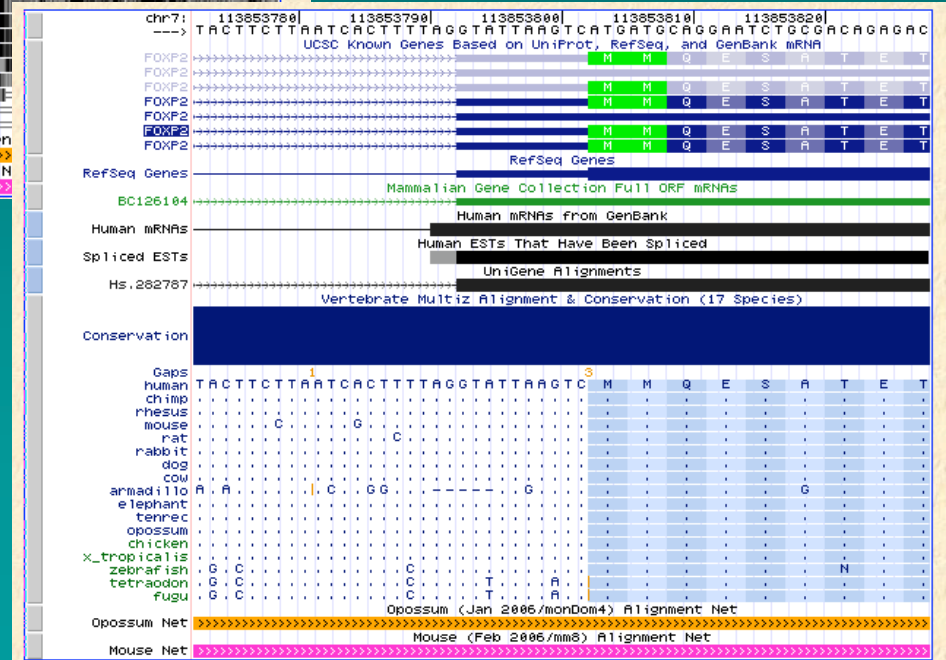 chr7: 113853780| 113853790| 113853800| 113853810| 113853820|
---> T A C T T C T T A A T C A C T T T T A G G T A T T A A G T C A T G A T G C A G G A A T C T G C G A C A G A G A C
UCSC Known Genes Based on UniProt, RefSeq, and GenBank mRNA
FOXP2 M M Q E S A T E T
FOXP2
FOXP2 M M Q E S A T E T
FOXP2 M M Q E S A T E T
FOXP2
FOXP2 M M Q E S A T E T
FOXP2 M M Q E S A T E T
RefSeq Genes
RefSeq Genes
Mammalian Gene Collection Full ORF mRNAs
BC126104
Human mRNAs from GenBank
Human mRNAs
Human ESTs That Have Been Spliced
Spliced ESTs
UniGene Alignments
Hs.282787
Vertebrate Multiz Alignment & Conservation (17 Species)
Conservation
Gaps 1 3
human T A C T T C T T A A T C A C T T T T A G G T A T T A A G T C M M Q E S A T E T
chimp
rhesus
mouse C G
rat C
rabbit
dog
cow
armadillo A A C G G - - - - - G G
elephant
tenrec
opossum
chicken
x_tropicalis
zebrafish G C C N
tetraodon G C C T A
fugu G C C T A
Opossum (Jan 2006/monDom4) Alignment Net
Opossum Net
Mouse (Feb 2006/mm8) Alignment Net
Mouse Net